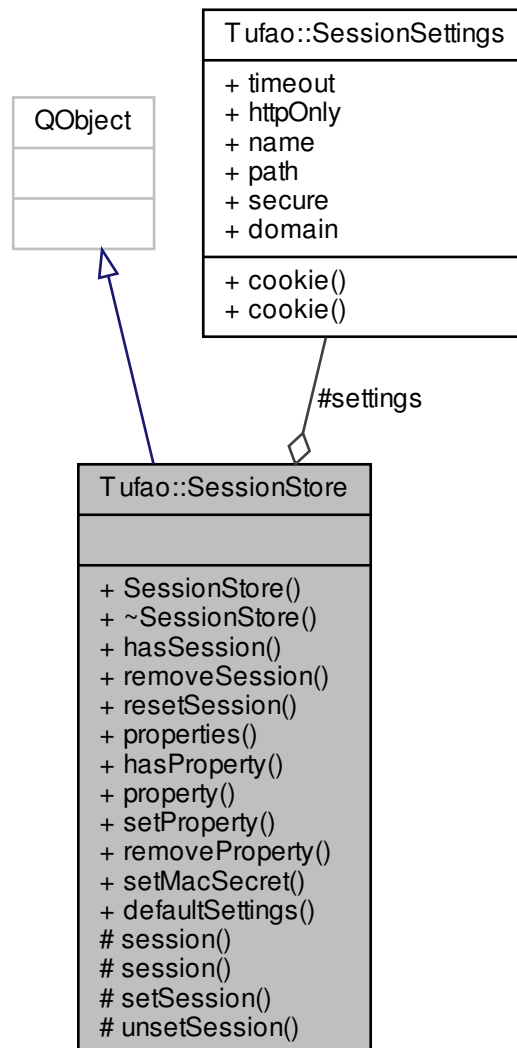 Tufao::SessionSettings
+ timeout
+ httpOnly
+ name
+ path
+ secure
+ domain
+ cookie()
+ cookie()
QObject
#settings
Tufao::SessionStore
+ SessionStore()
+ ~SessionStore()
+ hasSession()
+ removeSession()
+ resetSession()
+ properties()
+ hasProperty()
+ property()
+ setProperty()
+ removeProperty()
+ setMacSecret()
+ defaultSettings()
# session()
# session()
# setSession()
# unsetSession()